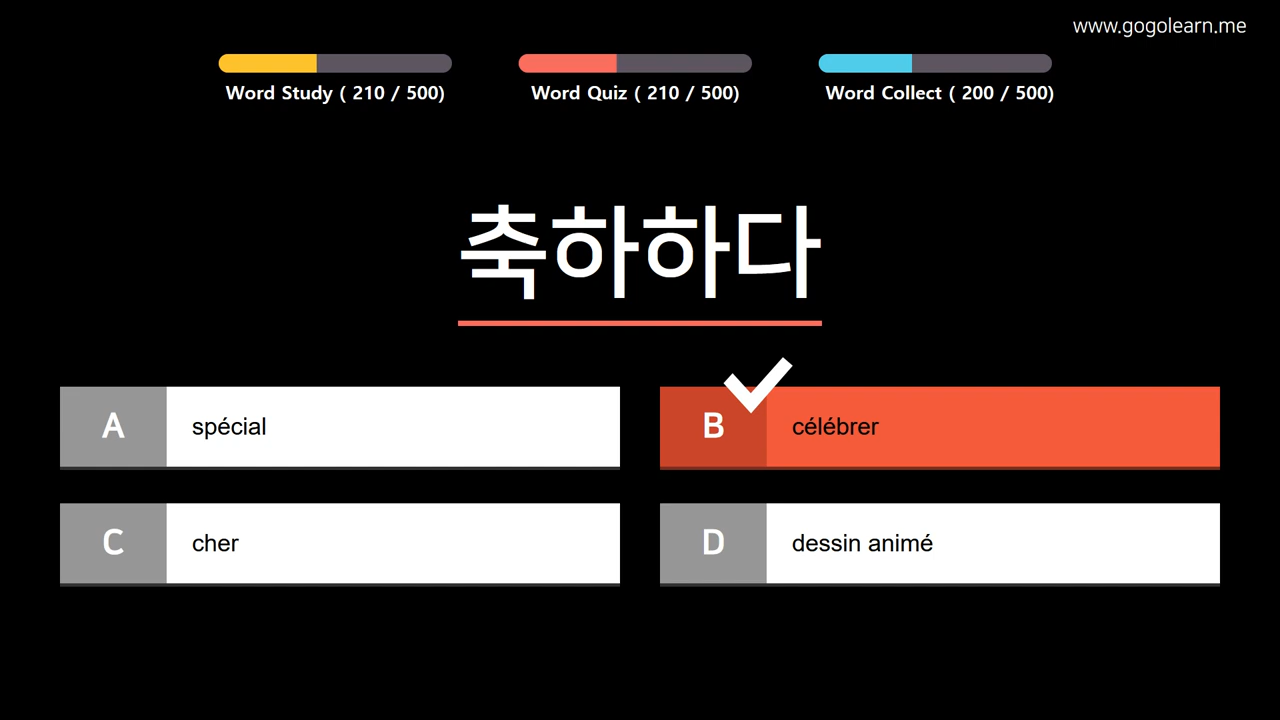 www.gogolearn.me
Word Study ( 210 / 500)
Word Quiz ( 210 / 500)
Word Collect ( 200 / 500)
축하하다
A spécial
B célébrer
C cher
D dessin animé